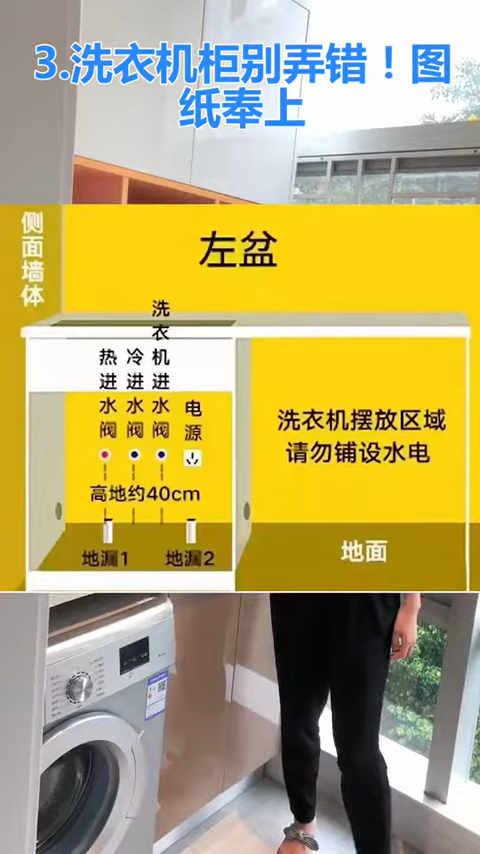 3.洗衣机柜别弄错！图
纸奉上
侧面墙体
左盆
热进水阀
冷进水阀
洗衣机进水阀
电源
洗衣机摆放区域
请勿铺设水电
高地约40cm
地漏1
地漏2
地面